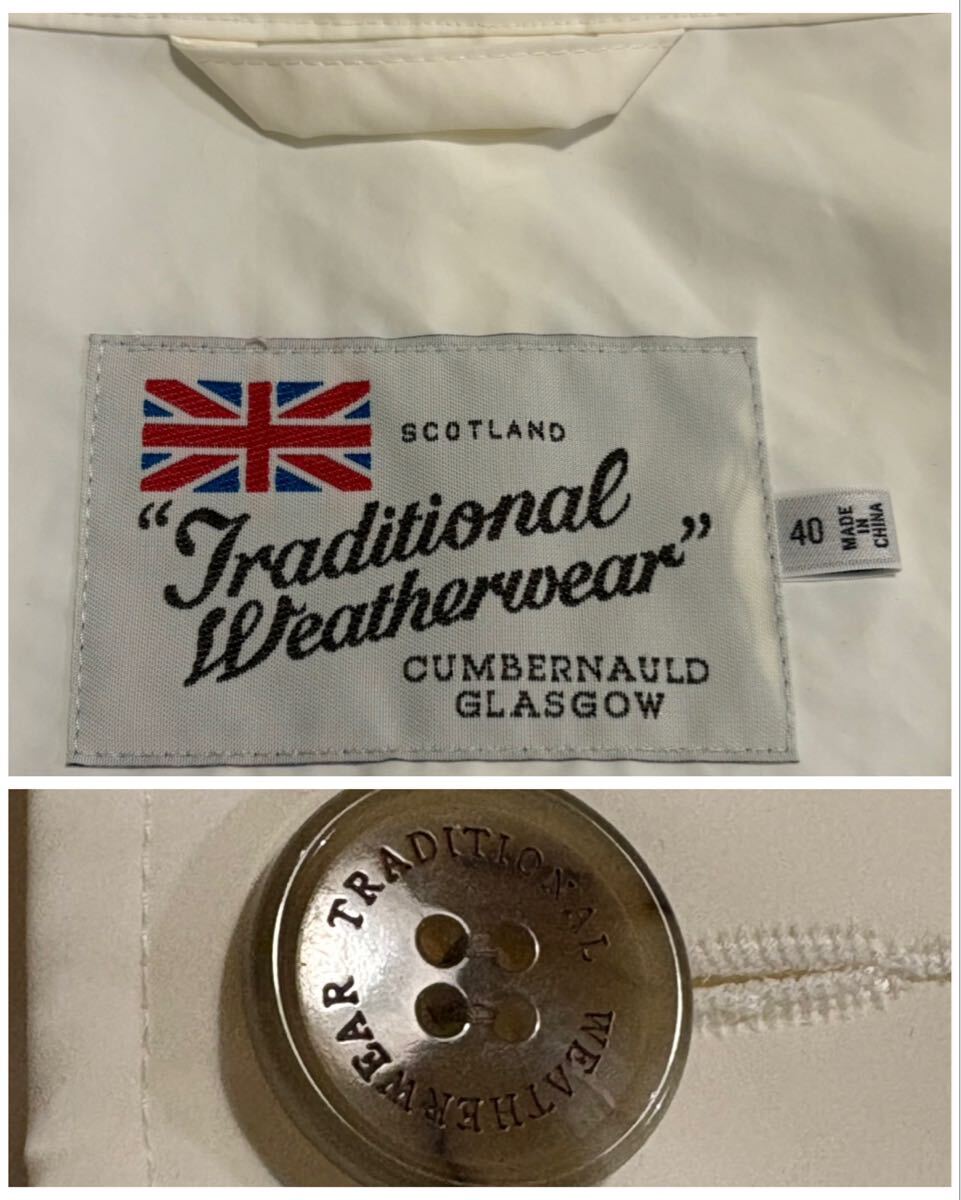 SCOTLAND
"Traditional
Weatherwear"
CUMBERNAULD
GLASGOW
40
MADE
IN
CHINA
TRADITIONAL WEATHERWEAR